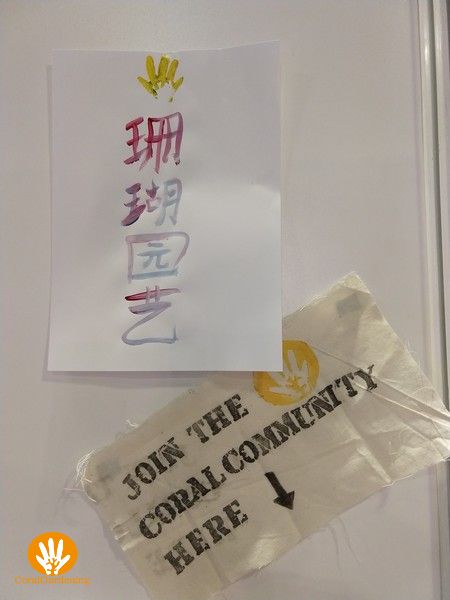 珊瑚园艺
JOIN THE
CORAL COMMUNITY
HERE
CoralGardening